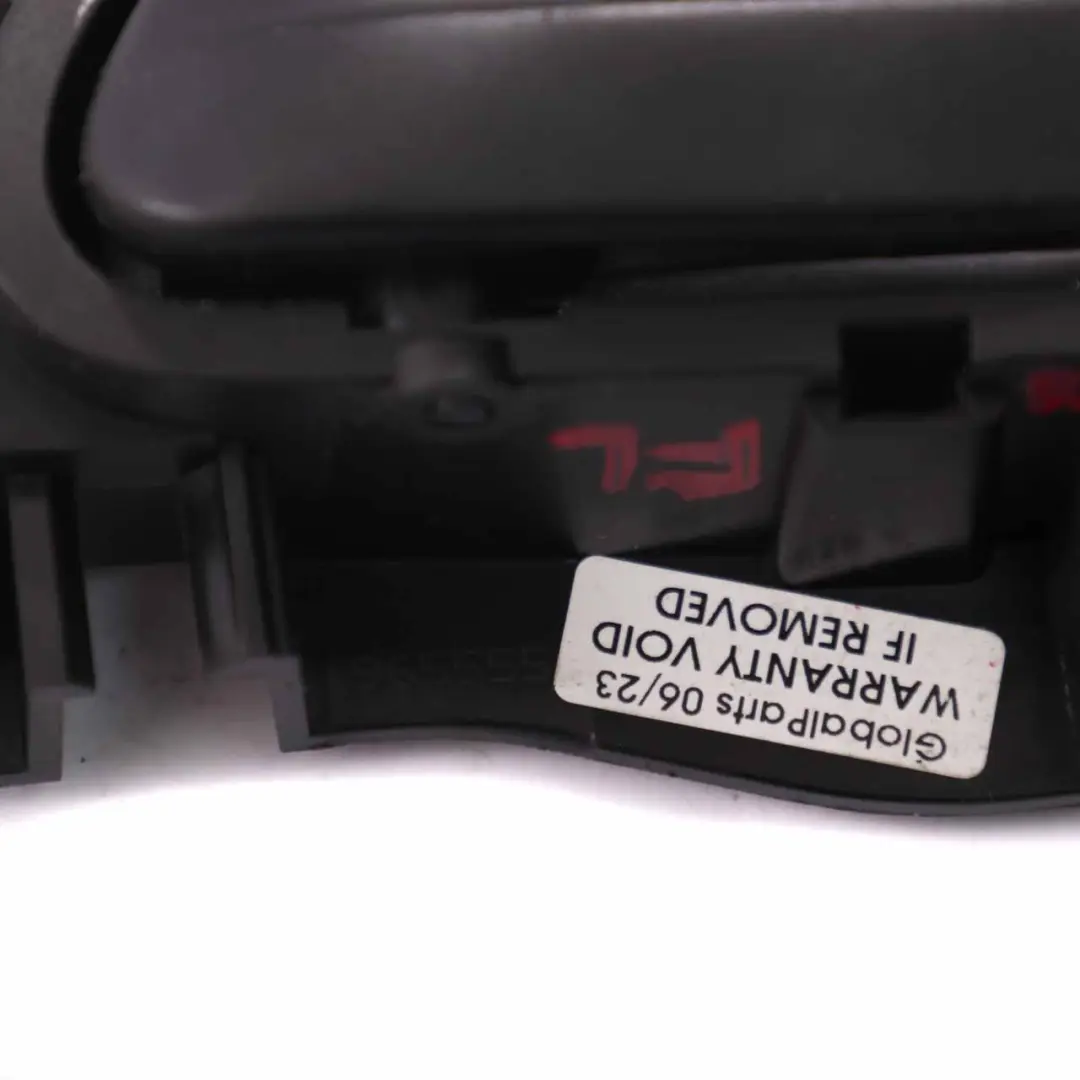 FL
GlobalParts 06/23
WARRANTY VOID
IF REMOVED